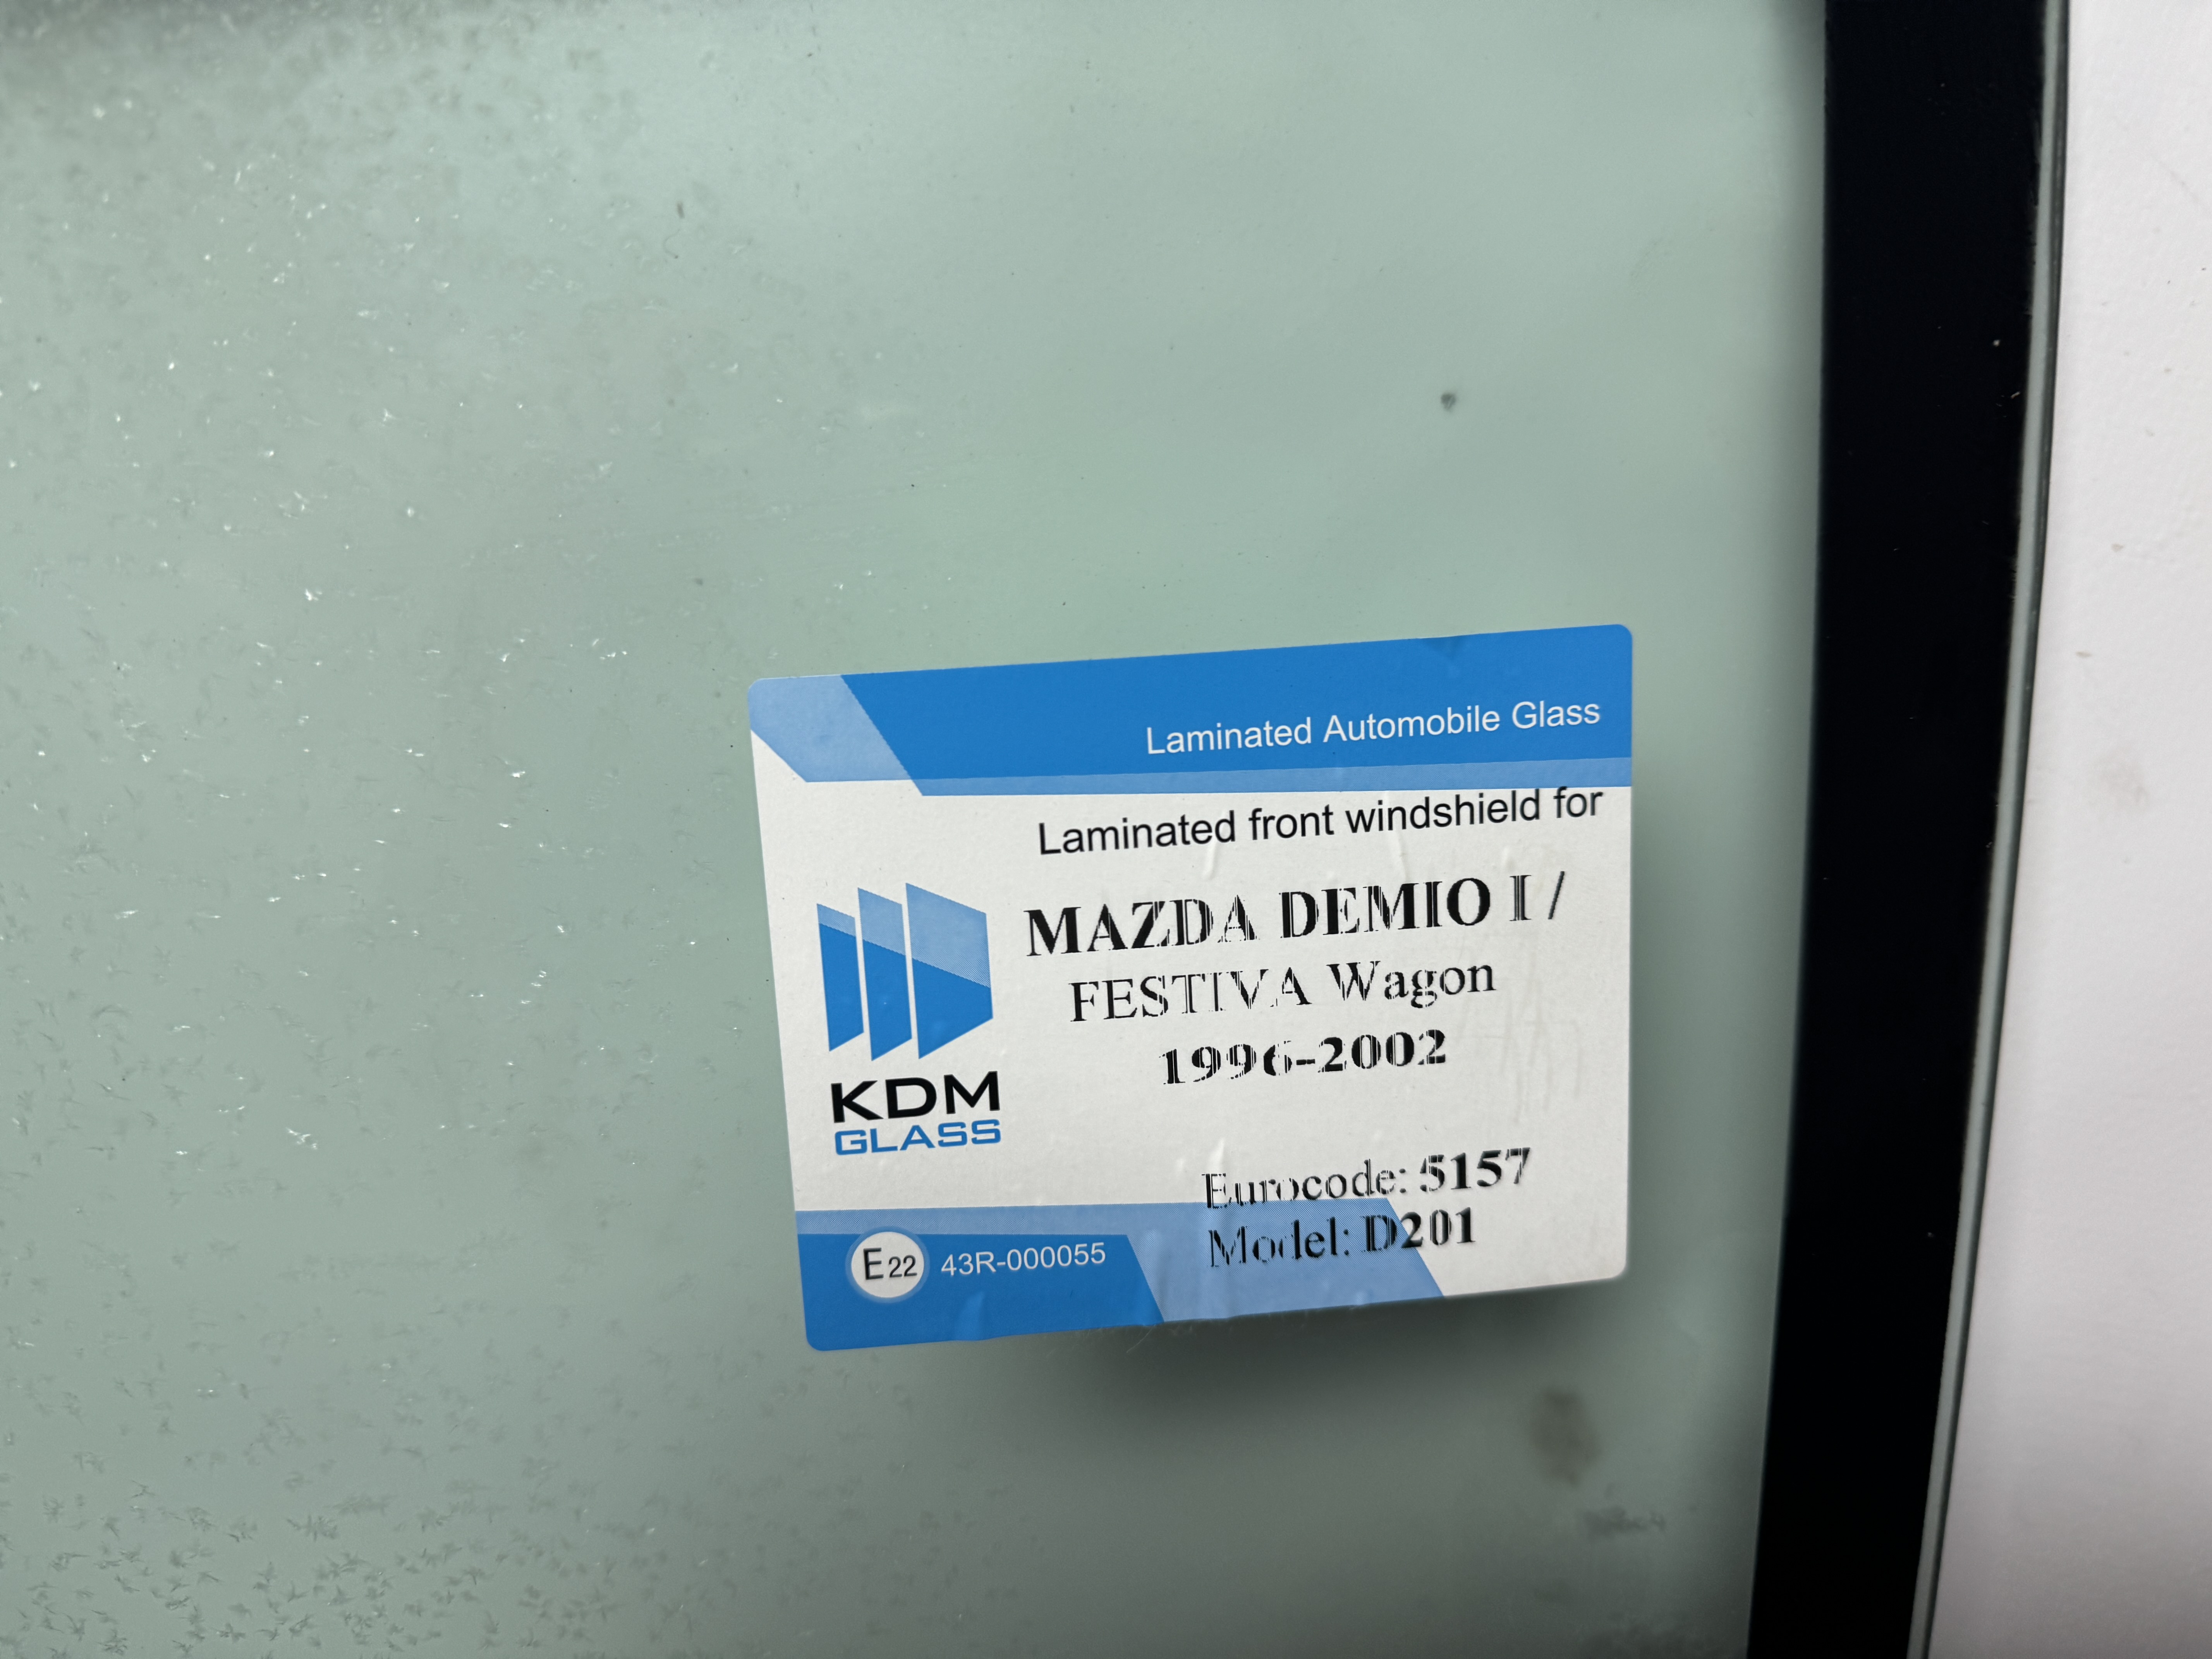 Laminated Automobile Glass
Laminated front windshield for
MAZDA DEMIO I /
FESTIVA Wagon
1996-2002
KDM
GLASS
Eurocode: 5157
Model: D201
E22 43R-000055